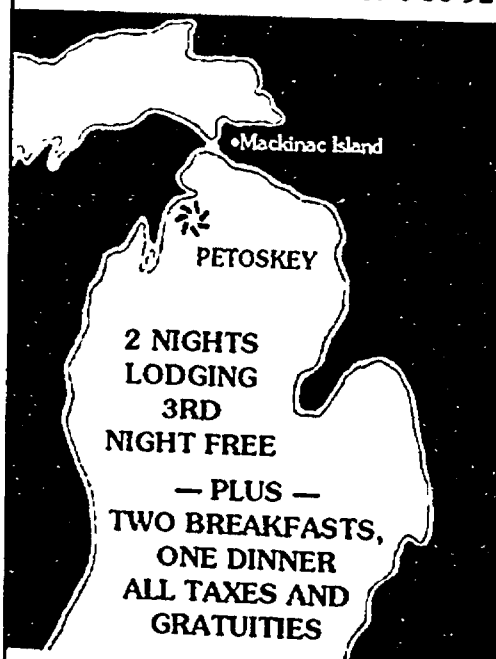 •Mackinac Island
PETOSKEY
2 NIGHTS
LODGING
3RD
NIGHT FREE
— PLUS —
TWO BREAKFASTS,
ONE DINNER
ALL TAXES AND
GRATUITIES